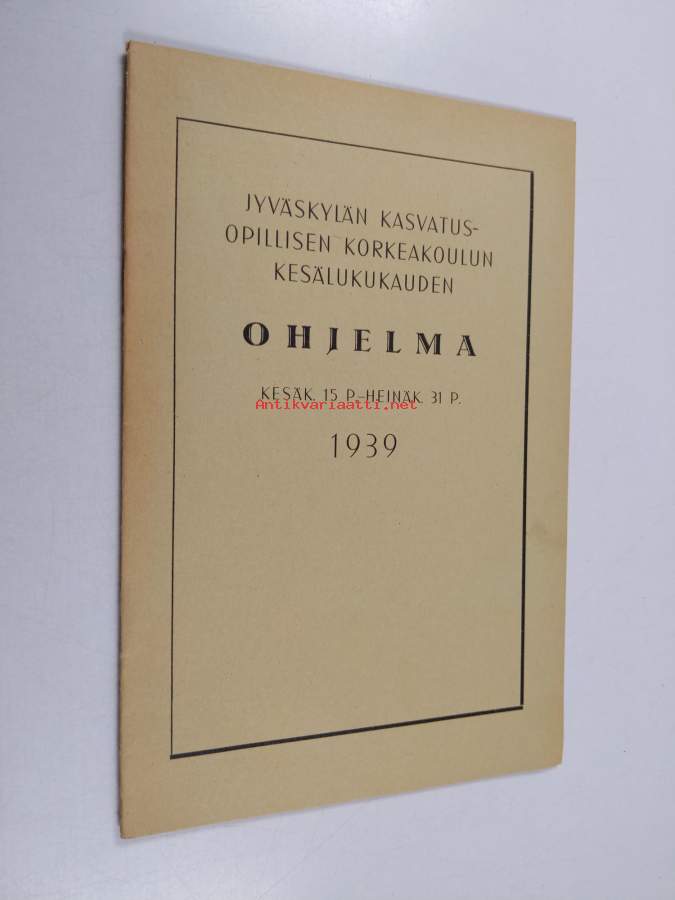 JYVÄSKYLÄN KASVATUS-
OPILLISEN KORKEAKOULUN
KESÄLUKUKAUDEN
OHJELMA
KESÄK. 15 P.–HEINÄK. 31 P.
Antikvariaatti.net
1939